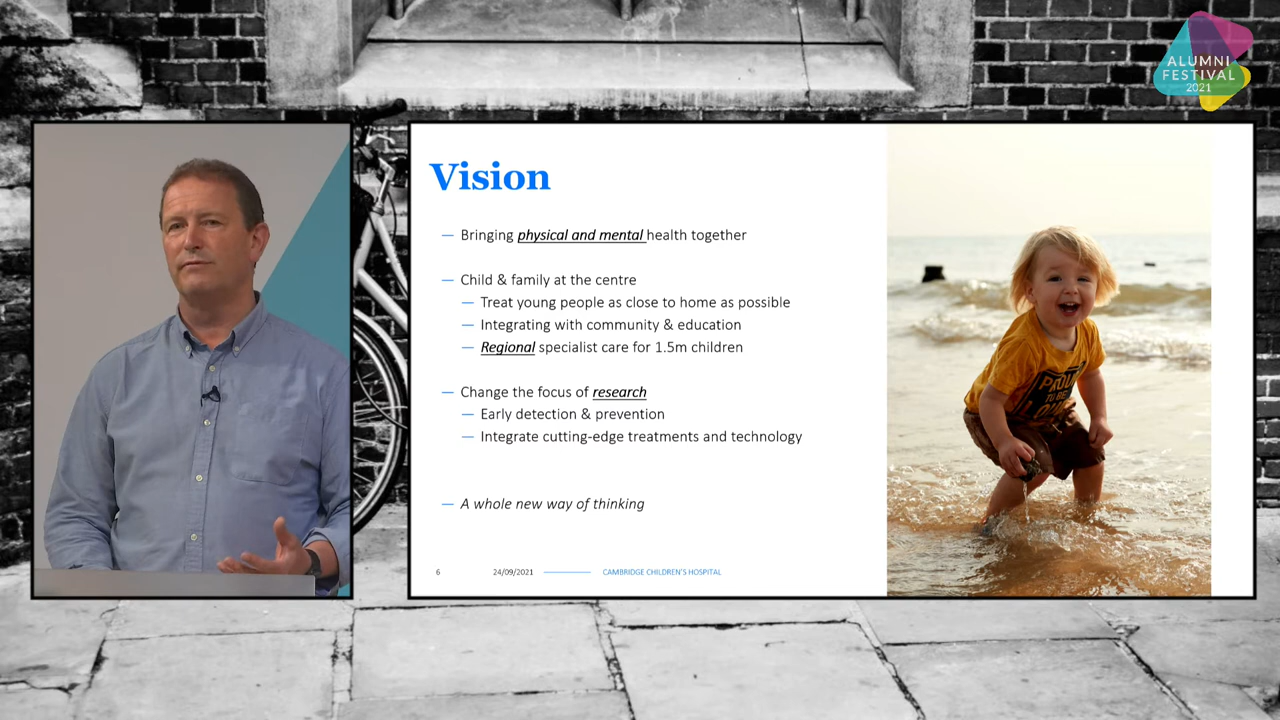 ALUMNI
FESTIVAL
2021
Vision
— Bringing physical and mental health together
— Child & family at the centre
— Treat young people as close to home as possible
— Integrating with community & education
— Regional specialist care for 1.5m children
— Change the focus of research
— Early detection & prevention
— Integrate cutting-edge treatments and technology
— A whole new way of thinking
PROUD
TO BE
6 24/09/2021 CAMBRIDGE CHILDREN'S HOSPITAL